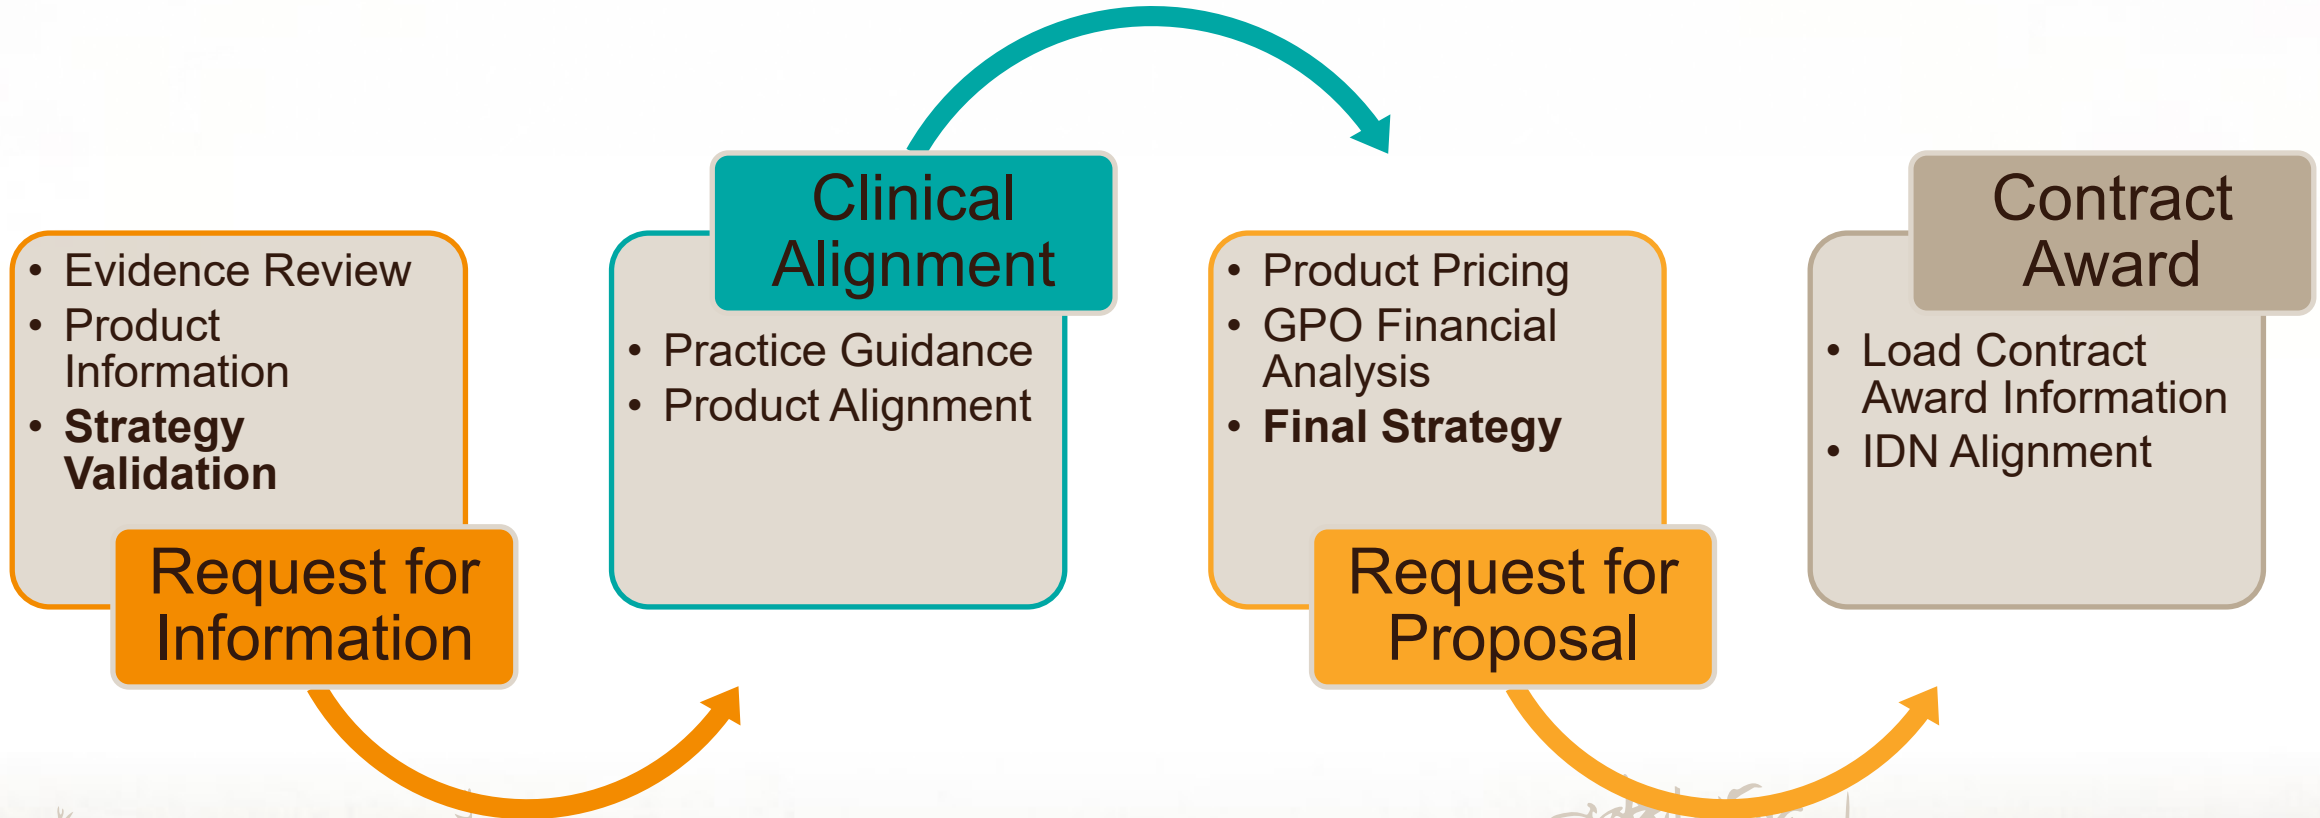 • Evidence Review
• Product
Information
• Strategy
Validation
Request for
Information
Clinical
Alignment
• Practice Guidance
• Product Alignment
• Product Pricing
• GPO Financial
Analysis
• Final Strategy
Request for
Proposal
Contract
Award
• Load Contract
Award Information
• IDN Alignment